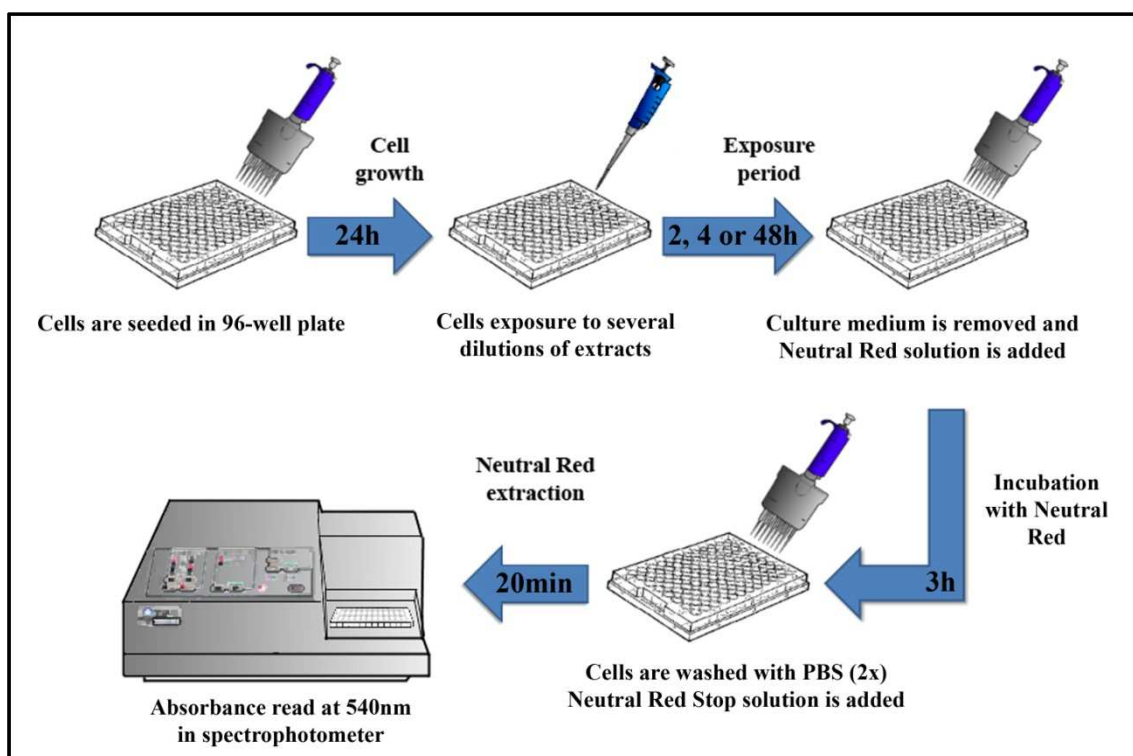 Cell
growth
24h
Exposure
period
2, 4 or 48h
Cells are seeded in 96-well plate
Cells exposure to several
dilutions of extracts
Culture medium is removed and
Neutral Red solution is added
Incubation
with Neutral
Red
3h
Cells are washed with PBS (2x)
Neutral Red Stop solution is added
Neutral Red
extraction
20min
Absorbance read at 540nm
in spectrophotometer